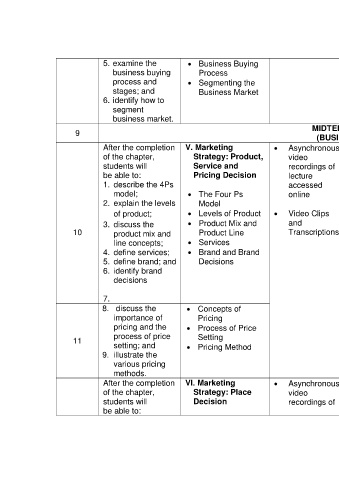 5. examine the
business buying
process and
stages; and
6. identify how to
segment
business market.
• Business Buying
Process
• Segmenting the
Business Market
9
MIDTE
(BUSI
10
After the completion
of the chapter,
students will
be able to:
1. describe the 4Ps
model;
2. explain the levels
of product;
3. discuss the
product mix and
line concepts;
4. define services;
5. define brand; and
6. identify brand
decisions
7.
V. Marketing
Strategy: Product,
Service and
Pricing Decision
• The Four Ps
Model
• Levels of Product
• Product Mix and
Product Line
• Services
• Brand and Brand
Decisions
• Asynchronous
video
recordings of
lecture
accessed
online
• Video Clips
and
Transcriptions
11
8. discuss the
importance of
pricing and the
process of price
setting; and
9. illustrate the
various pricing
methods.
• Concepts of
Pricing
• Process of Price
Setting
• Pricing Method
After the completion
of the chapter,
students will
be able to:
VI. Marketing
Strategy: Place
Decision
• Asynchronous
video
recordings of